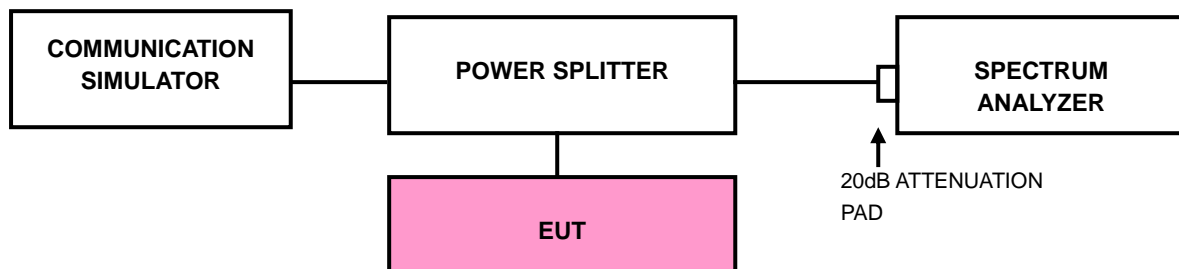 COMMUNICATION
SIMULATOR
POWER SPLITTER
SPECTRUM
ANALYZER
20dB ATTENUATION
PAD
EUT